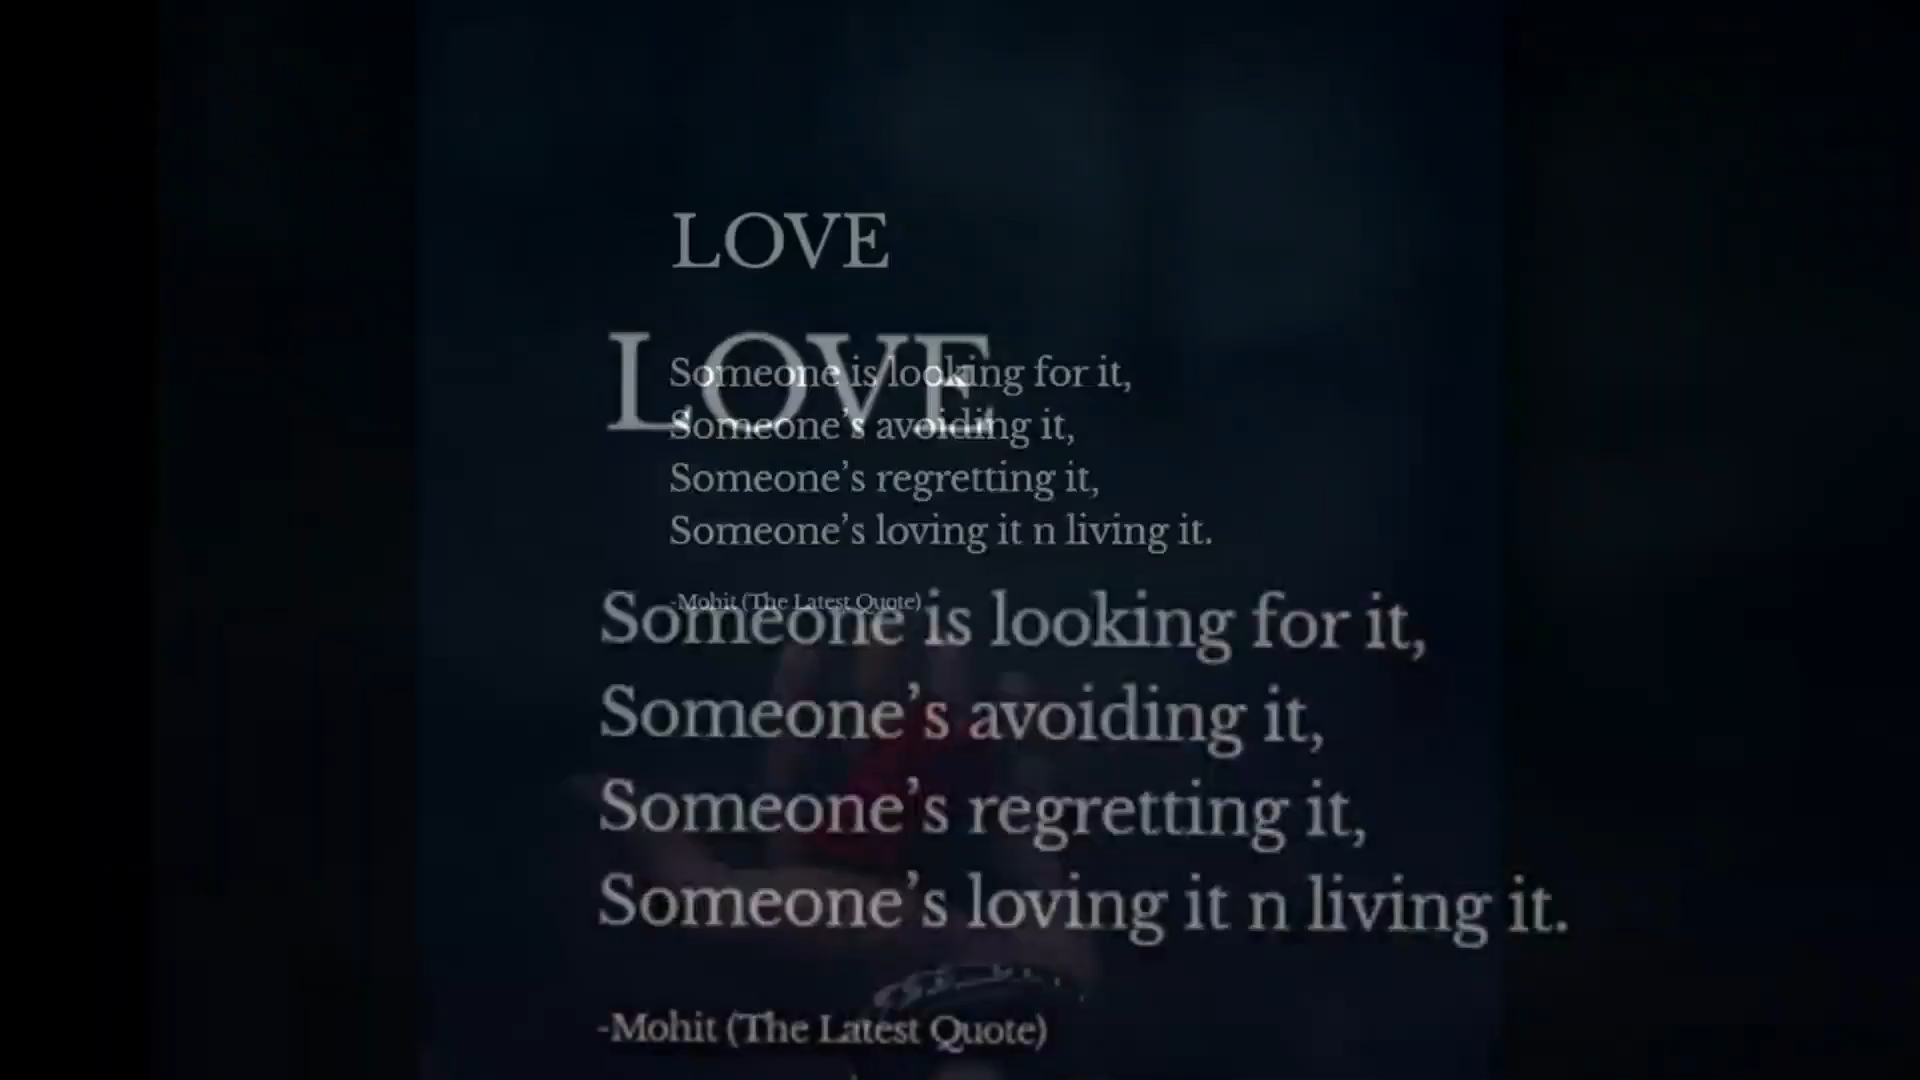 LOVE
LOVE
Someone is looking for it,
Someone's avoiding it,
Someone's regretting it,
Someone's loving it n living it.
-Mohit (The Latest Quote)
Someone is looking for it,
Someone's avoiding it,
Someone's regretting it,
Someone's loving it n living it.
-Mohit (The Latest Quote)